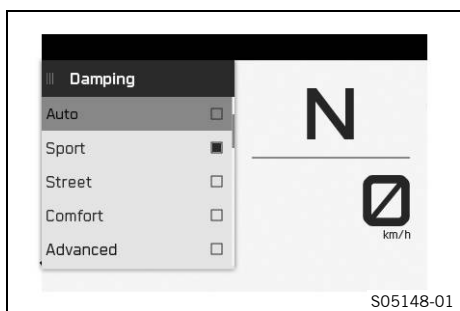 Damping
Auto
Sport
Street
Comfort
Advanced
N
0
km/h
S05148-01